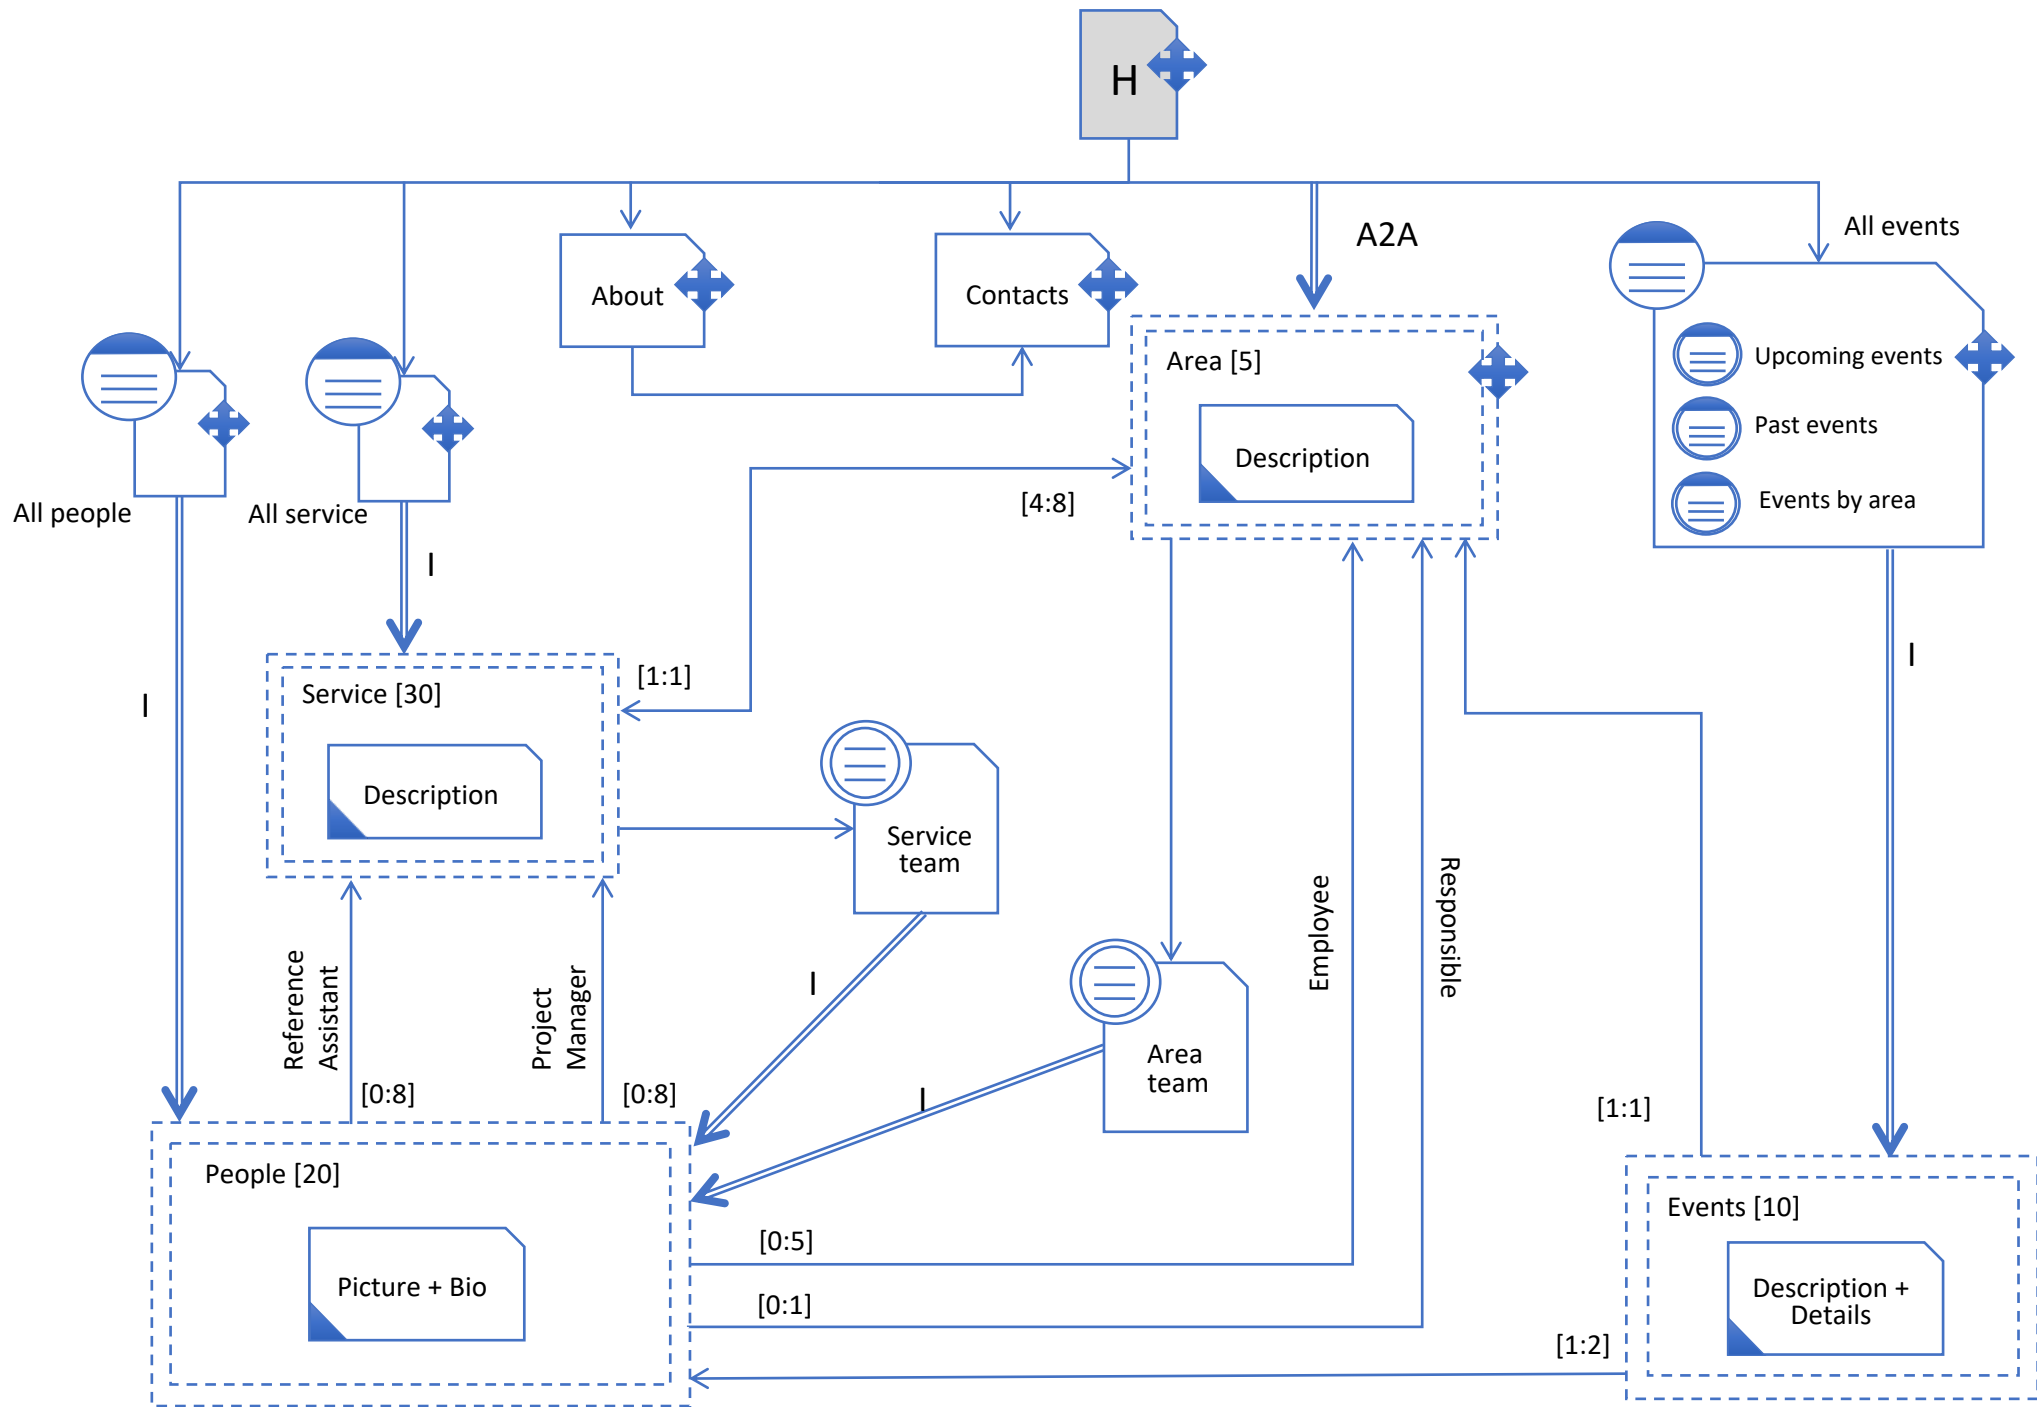 H
A2A
All events
About
Contacts
Upcoming events
Past events
Events by area
Area [5]
Description
All people
All service
[4:8]
I
I
I
[1:1]
Service [30]
Description
Service
team
Employee
Responsible
Reference
Assistant
Project
Manager
I
Area
team
I
[0:8]
[0:8]
[1:1]
People [20]
Picture + Bio
[0:5]
[0:1]
Events [10]
Description +
Details
[1:2]